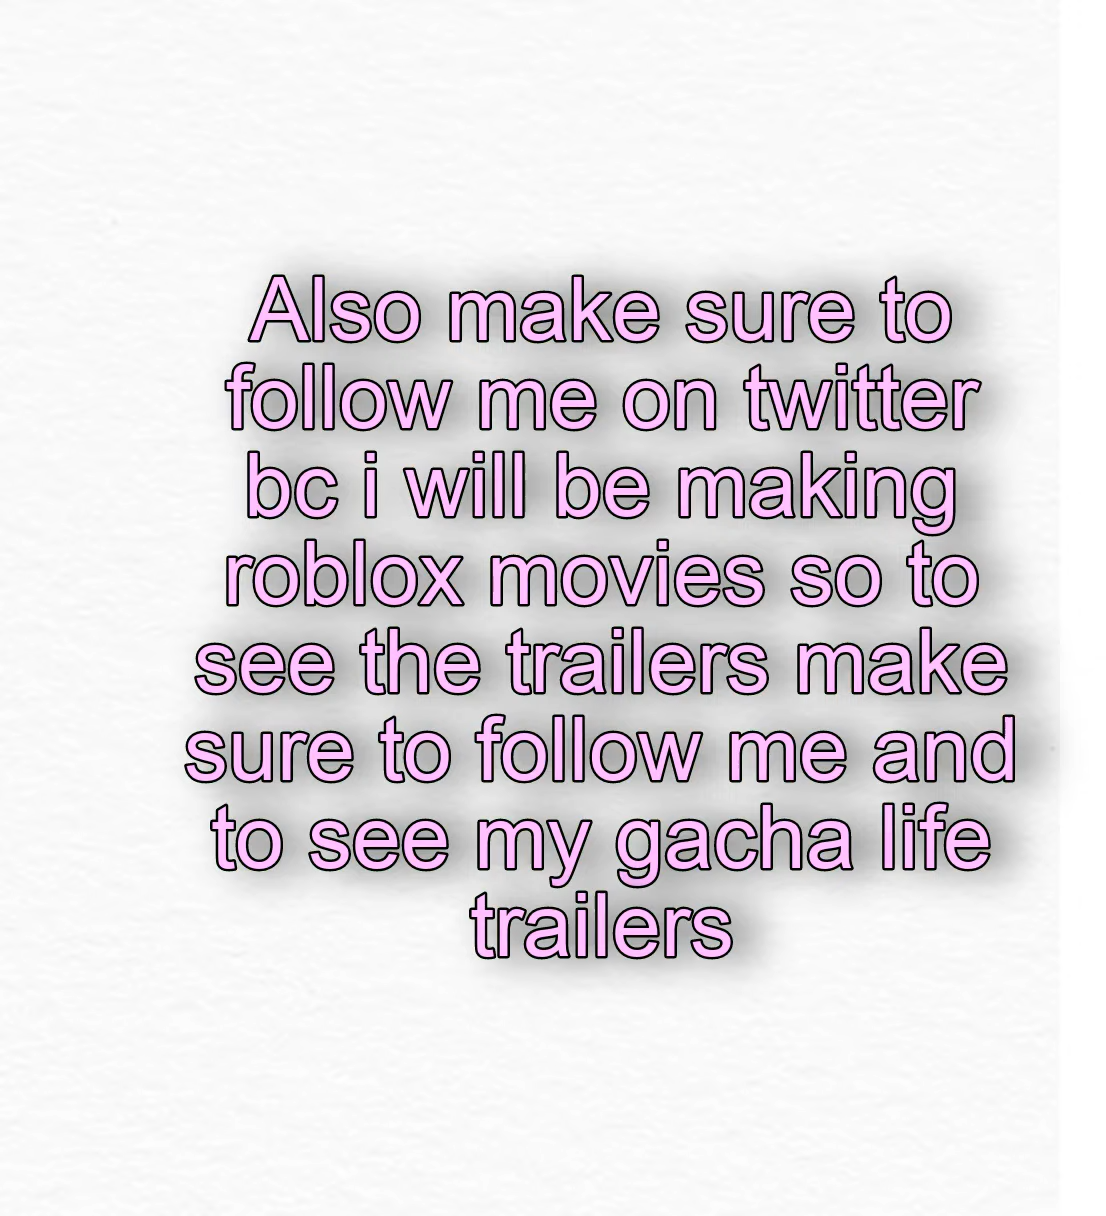 Also make sure to
follow me on twitter
bc i will be making
roblox movies so to
see the trailers make
sure to follow me and
to see my gacha life
trailers